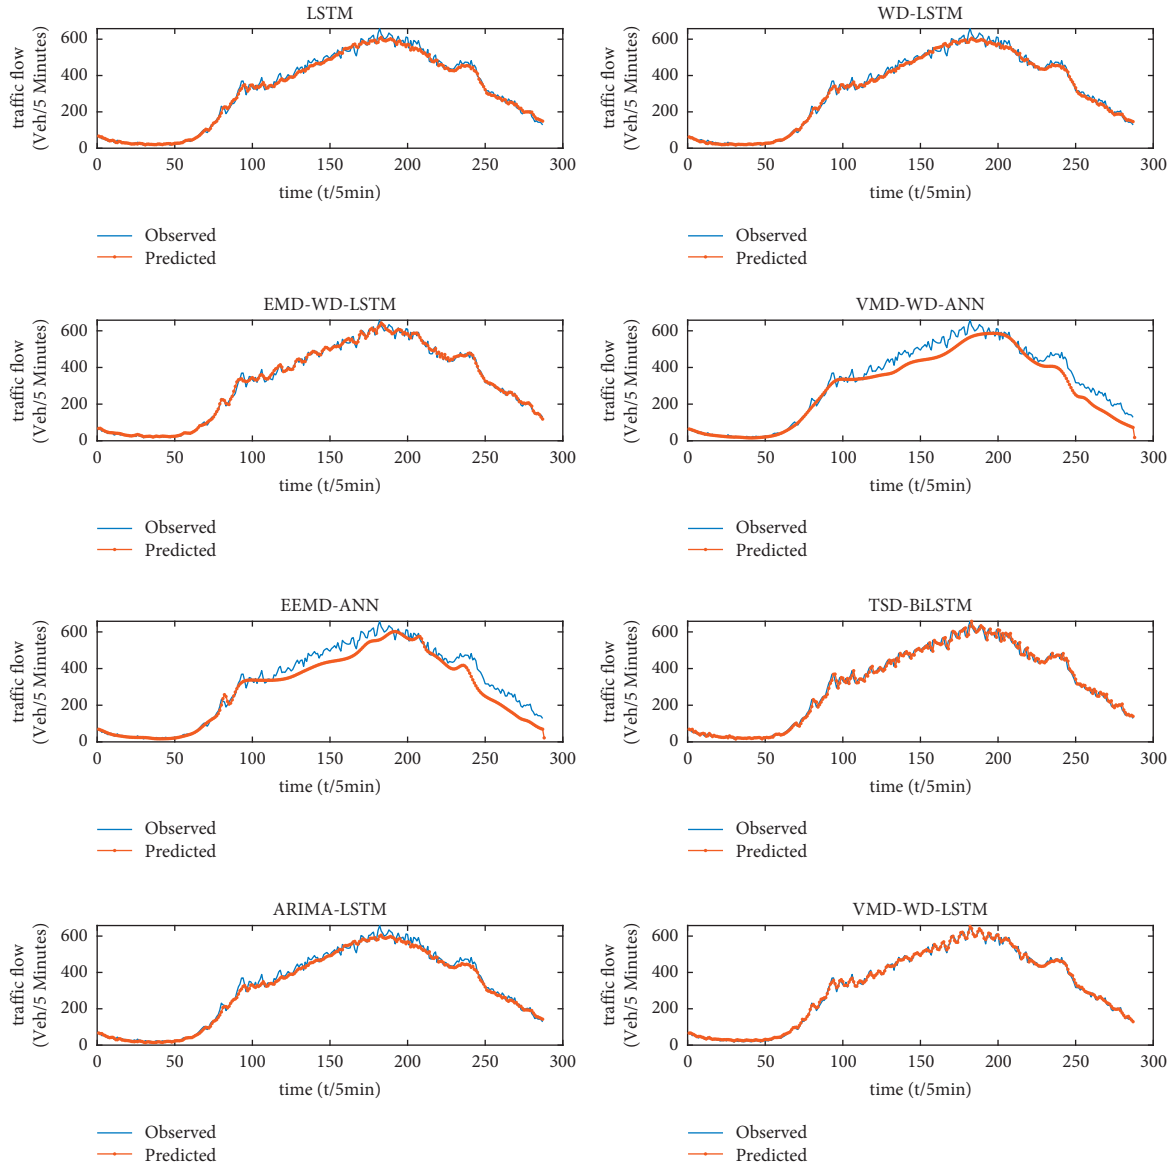 LSTM
traffic flow
(Veh/5 Minutes)
600
400
200
0
0 50 100 150 200 250 300
time (t/5min)
Observed
Predicted
WD-LSTM
traffic flow
(Veh/5 Minutes)
600
400
200
0
0 50 100 150 200 250 300
time (t/5min)
Observed
Predicted
EMD-WD-LSTM
traffic flow
(Veh/5 Minutes)
600
400
200
0
0 50 100 150 200 250 300
time (t/5min)
Observed
Predicted
VMD-WD-ANN
traffic flow
(Veh/5 Minutes)
600
400
200
0
0 50 100 150 200 250 300
time (t/5min)
Observed
Predicted
EEMD-ANN
traffic flow
(Veh/5 Minutes)
600
400
200
0
0 50 100 150 200 250 300
time (t/5min)
Observed
Predicted
TSD-BiLSTM
traffic flow
(Veh/5 Minutes)
600
400
200
0
0 50 100 150 200 250 300
time (t/5min)
Observed
Predicted
ARIMA-LSTM
traffic flow
(Veh/5 Minutes)
600
400
200
0
0 50 100 150 200 250 300
time (t/5min)
Observed
Predicted
VMD-WD-LSTM
traffic flow
(Veh/5 Minutes)
600
400
200
0
0 50 100 150 200 250 300
time (t/5min)
Observed
Predicted